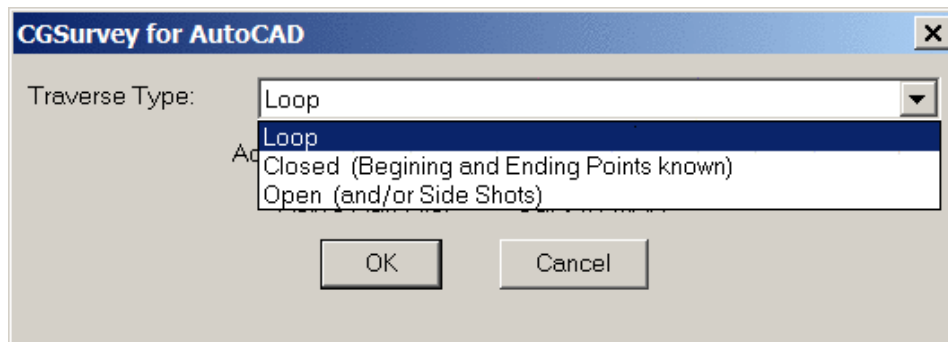 CGSurvey for AutoCAD
Traverse Type: Loop
Loop
Closed (Begining and Ending Points known)
Open (and/or Side Shots)
OK Cancel